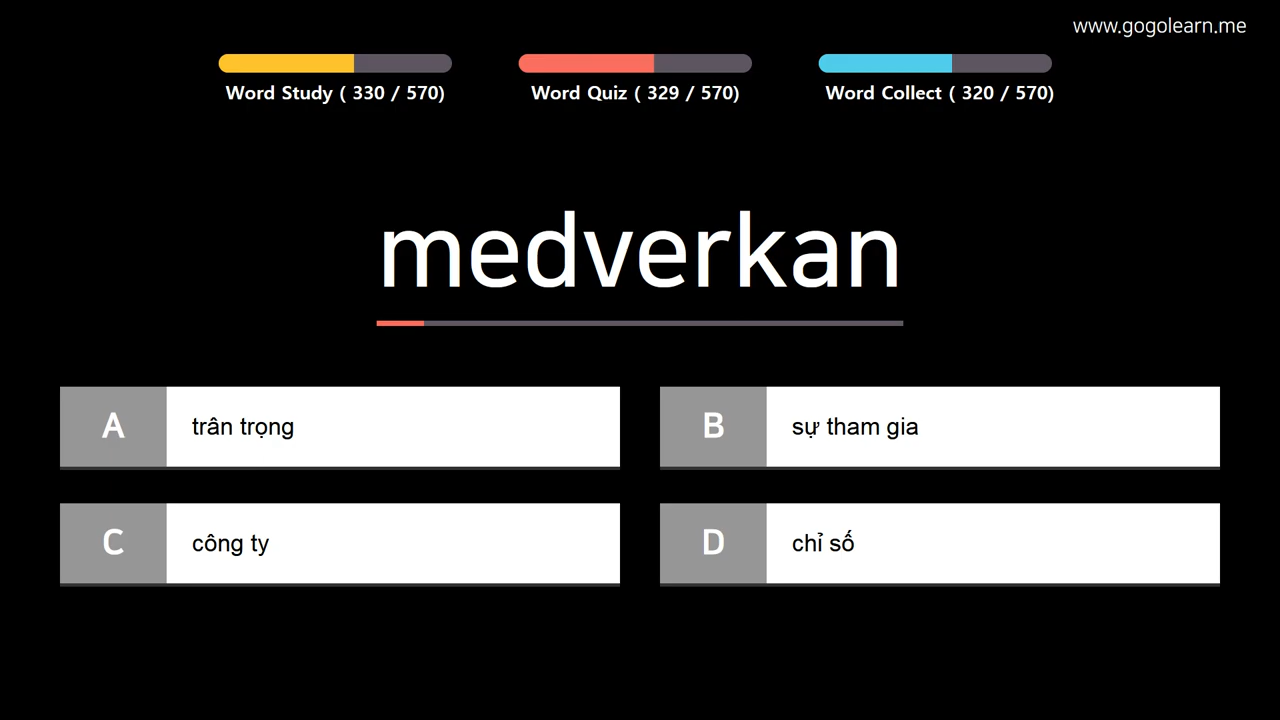 www.gogolearn.me
Word Study ( 330 / 570)
Word Quiz ( 329 / 570)
Word Collect ( 320 / 570)
medverkan
A trân trọng
B sự tham gia
C công ty
D chỉ số